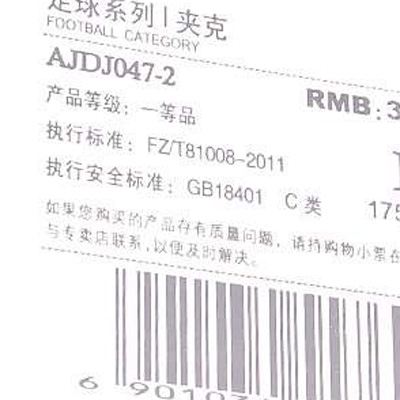 足球系列 | 夹克
FOOTBALL CATEGORY
AJDJ047-2
RMB: 3
产品等级: 一等品
执行标准: FZ/T81008-2011
执行安全标准: GB18401 C 类
175
如果您购买的产品存有质量问题, 请持购物小票在
与专卖店联系,以便及时解决。
6 901037